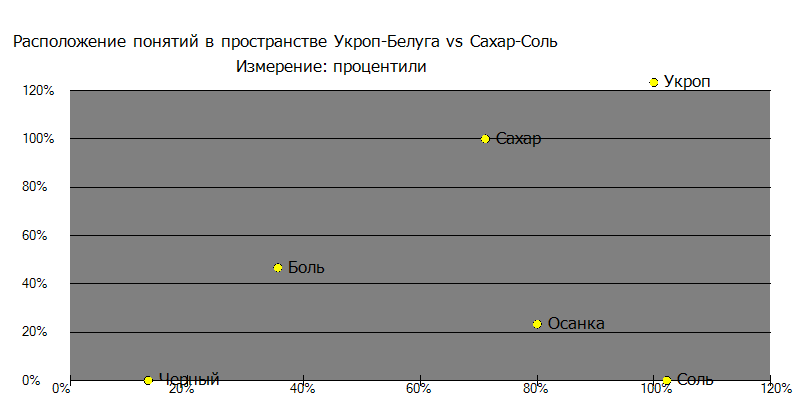 Расположение понятий в пространстве Укроп-Белуга vs Сахар-Соль
Измерение: процентили
Укроп
120%
100%
Сахар
80%
60%
Боль
40%
Осанка
20%
0%
Черный
Соль
0%
20%
40%
60%
80%
100%
120%